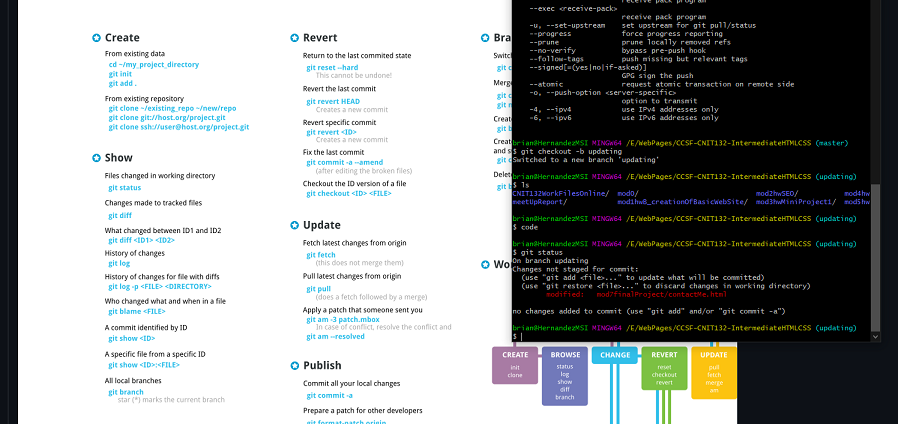 Create
From existing data
cd ~/my_project_directory
git init
git add .
From existing repository
git clone ~/existing_repo ~/new/repo
git clone git://host.org/project.git
git clone ssh://user@host.org/project.git
Show
Files changed in working directory
git status
Changes made to tracked files
git diff
What changed between ID1 and ID2
git diff <ID1> <ID2>
History of changes
git log
History of changes for file with diffs
git log -p <FILE> <DIRECTORY>
Who changed what and when in a file
git blame <FILE>
A commit identified by ID
git show <ID>
A specific file from a specific ID
git show <ID>:<FILE>
All local branches
git branch
star (*) marks the current branch
Revert
Return to the last commited state
git reset --hard
This cannot be undone!
Revert the last commit
git revert HEAD
Creates a new commit
Revert specific commit
git revert <ID>
Creates a new commit
Fix the last commit
git commit -a --amend
(after editing the broken files)
Checkout the ID version of a file
git checkout <ID> <FILE>
Update
Fetch latest changes from origin
git fetch
(this does not merge them)
Pull latest changes from origin
git pull
(does a fetch followed by a merge)
Apply a patch that someone sent you
git am -3 patch.mbox
In case of conflict, resolve the conflict and
git am --resolved
Publish
Commit all your local changes
git commit -a
Prepare a patch for other developers
git format-patch origin
Bra
Switc
git c
Merge
git c
git n
Creat
git b
Creat
and s
git c
Delet
git b
Wo
receive pack program
--exec <receive-pack>
receive pack program
-u, --set-upstream set upstream for git pull/status
--progress force progress reporting
--prune prune locally removed refs
--no-verify bypass pre-push hook
--follow-tags push missing but relevant tags
--signed[=(yes|no|if-asked)]
GPG sign the push
--atomic request atomic transaction on remote side
-o, --push-option <server-specific>
option to transmit
-4, --ipv4 use IPv4 addresses only
-6, --ipv6 use IPv6 addresses only
brian@HernandezMSI MINGW64 /E/WebPages/CCSF-CNIT132-IntermediateHTMLCSS (master)
$ git checkout -b updating
Switched to a new branch 'updating'
brian@HernandezMSI MINGW64 /E/WebPages/CCSF-CNIT132-IntermediateHTMLCSS (updating)
$ ls
CNIT132WorkFilesOnline/ mod0/ mod2hwSEO/ mod4hw
meetUpReport/ mod1hwB_creationOfBasicWebSite/ mod3hwMiniProject1/ mod5hw
brian@HernandezMSI MINGW64 /E/WebPages/CCSF-CNIT132-IntermediateHTMLCSS (updating)
$ code
brian@HernandezMSI MINGW64 /E/WebPages/CCSF-CNIT132-IntermediateHTMLCSS (updating)
$ git status
On branch updating
Changes not staged for commit:
(use "git add <file>..." to update what will be committed)
(use "git restore <file>..." to discard changes in working directory)
modified: mod7finalProject/contactMe.html
no changes added to commit (use "git add" and/or "git commit -a")
brian@HernandezMSI MINGW64 /E/WebPages/CCSF-CNIT132-IntermediateHTMLCSS (updating)
$
CREATE
init
clone
BROWSE
status
log
show
diff
branch
CHANGE
REVERT
reset
checkout
revert
UPDATE
pull
fetch
merge
am